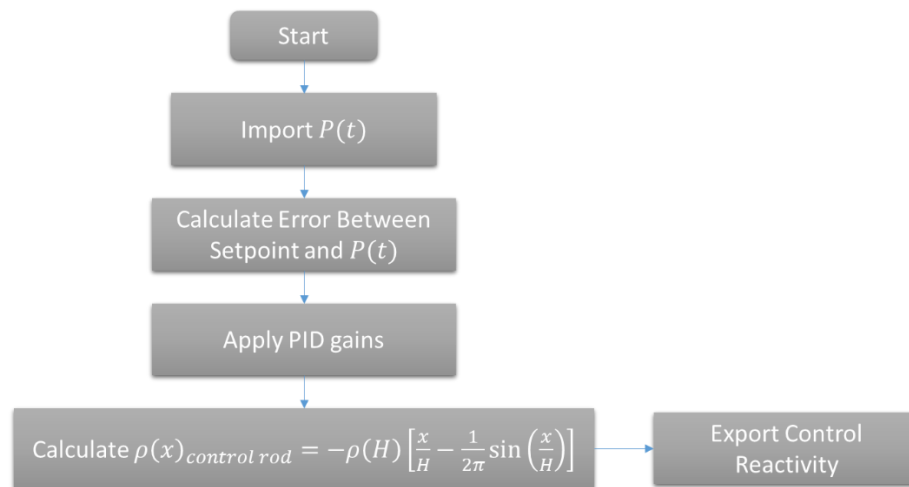 Start
Import P(t)
Calculate Error Between
Setpoint and P(t)
Apply PID gains
Calculate ρ(x)_{control rod} = −ρ(H) [x/H − 1/2π sin(x/H)]
Export Control
Reactivity